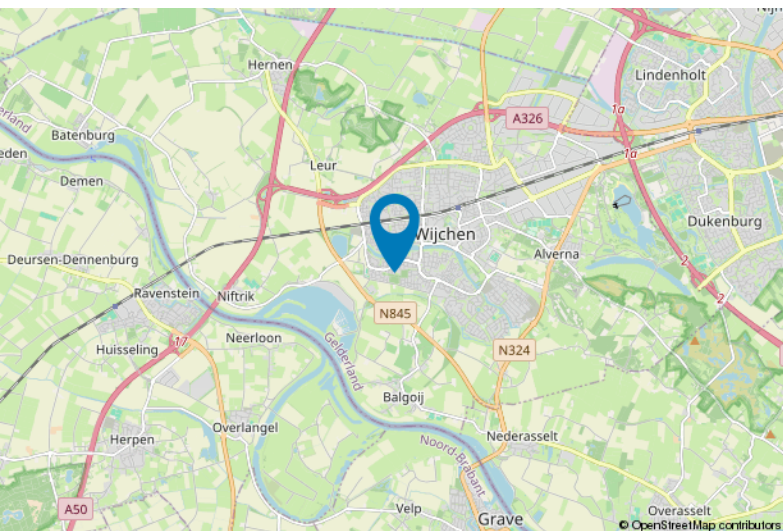 Hernen
Lindenholt
A326
1a
Batenburg
1a
Leur
Demen
Dukenburg
Wijchen
Alverna
Deursen-Dennenburg
2
Ravenstein
Niftrik
2
N845
Neerloon
17
Huisseling
Gelderland
N324
Balgoij
Overlangel
Nederasselt
Herpen
Noord-Brabant
A50
Velp
Overasselt
Grave
© OpenStreetMap contributors